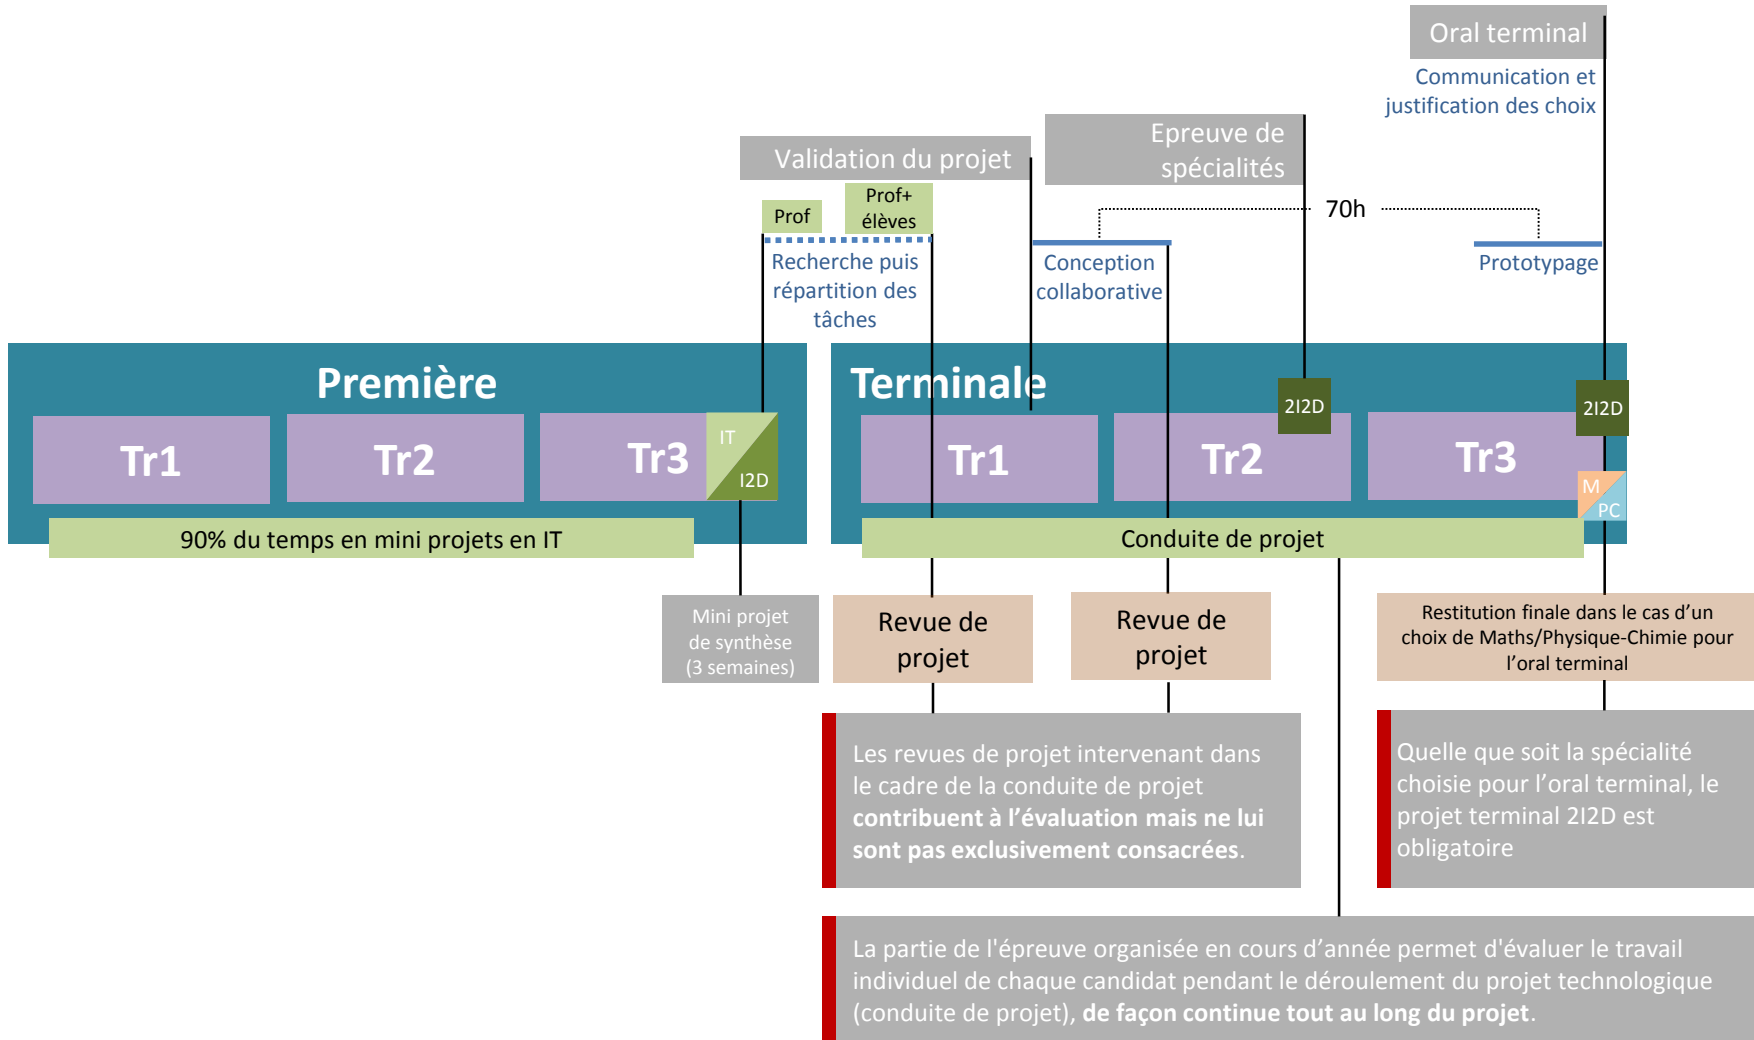 Oral terminal
Communication et
justification des choix
Epreuve de
spécialités
Validation du projet
Prof
Prof+
élèves
70h
Recherche puis
répartition des
tâches
Conception
collaborative
Prototypage
Première
Tr1
Tr2
Tr3
IT
I2D
90% du temps en mini projets en IT
Terminale
Tr1
Tr2
2I2D
Tr3
2I2D
M
PC
Conduite de projet
Mini projet
de synthèse
(3 semaines)
Revue de
projet
Revue de
projet
Restitution finale dans le cas d’un
choix de Maths/Physique-Chimie pour
l’oral terminal
Les revues de projet intervenant dans
le cadre de la conduite de projet
contribuent à l’évaluation mais ne lui
sont pas exclusivement consacrées.
Quelle que soit la spécialité
choisie pour l’oral terminal, le
projet terminal 2I2D est
obligatoire
La partie de l'épreuve organisée en cours d’année permet d'évaluer le travail
individuel de chaque candidat pendant le déroulement du projet technologique
(conduite de projet), de façon continue tout au long du projet.